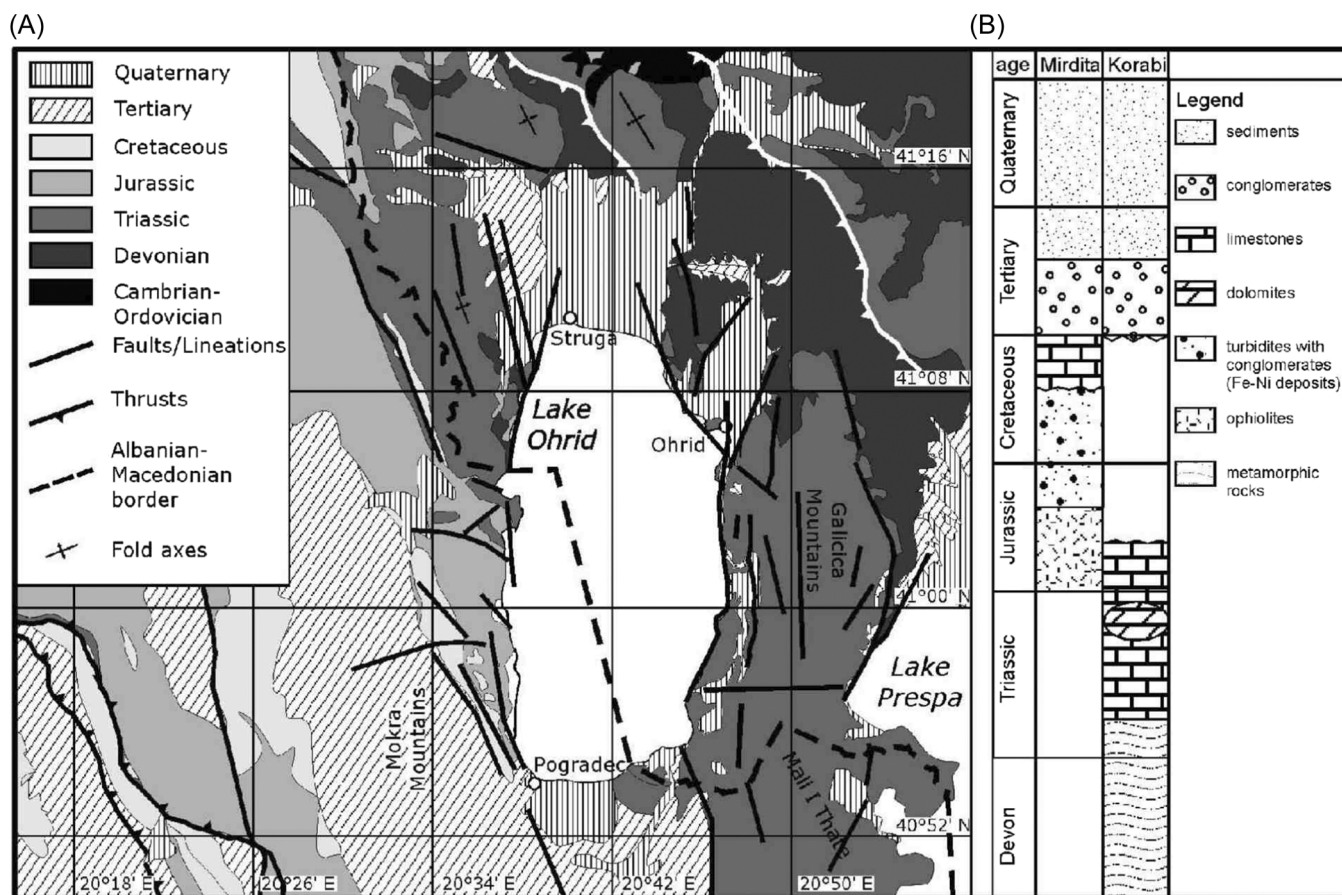 (A)
Quaternary
Tertiary
Cretaceous
Jurassic
Triassic
Devonian
Cambrian-
Ordovician
Faults/Lineations
Thrusts
Albanian-
Macedonian
border
Fold axes
41°16' N
Struga
41°08' N
Lake
Ohrid
Ohrid
Galicica
Mountains
41°00' N
Lake
Prespa
Mokra
Mountains
Pogradec
Mali I Thate
40°52' N
20°18' E
20°26' E
20°34' E
20°42' E
20°50' E
(B)
age Mirdita Korabi
Quaternary
Tertiary
Cretaceous
Jurassic
Triassic
Devon
Legend
sediments
conglomerates
limestones
dolomites
turbidites with
conglomerates
(Fe-Ni deposits)
ophiolites
metamorphic
rocks